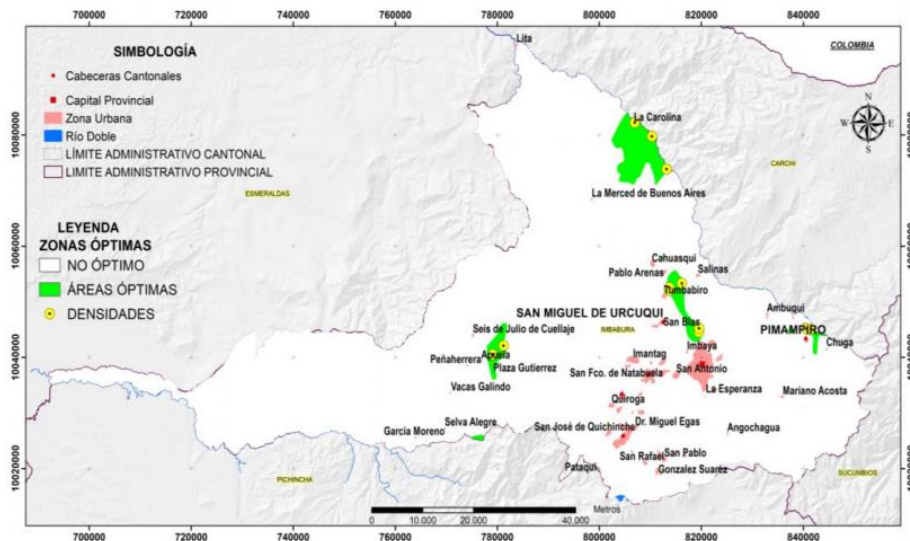 700000 720000 740000 760000 780000 800000 820000 840000
SIMBOLOGÍA
Cabeceras Cantonales
Capital Provincial
Zona Urbana
Río Doble
LÍMITE ADMINISTRATIVO CANTONAL
LIMITE ADMINISTRATIVO PROVINCIAL
LEYENDA
ZONAS ÓPTIMAS
NO ÓPTIMO
ÁREAS ÓPTIMAS
DENSIDADES
Lita
COLOMBIA
N
W E
S
10080000
10080000
La Carolina
CARCHI
ESMERALDAS
La Merced de Buenos Aires
10060000
10060000
Cahuasqui
Pablo Arenas
Salinas
Tumbabiro
SAN MIGUEL DE URCUQUI
Ambuqui
San Blas
IMBABURA
PIMAMPIRO
Seis de Julio de Cuellaje
Chuga
Imbaya
10040000
10040000
Peñaherrera
Apuela
Imantag
Plaza Gutierrez
San Fco. de Natabuela
San Antonio
Vacas Galindo
La Esperanza
Mariano Acosta
Quiroga
Selva Alegre
Dr. Miguel Egas
Garcia Moreno
San José de Quichinche
Angochagua
San Rafael
San Pablo
Pataqui
Gonzalez Suaréz
10020000
10020000
PICHINCHA
SUCUMBIOS
Metros
0 10.000 20.000 40.000
700000 720000 740000 760000 780000 800000 820000 840000